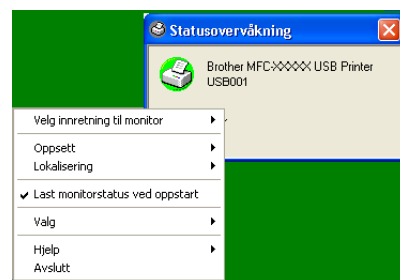 Statusovervåkning
Brother MFC-XXXXX USB Printer
USB001
Velg innretning til monitor
Oppsett
Lokalisering
Last monitorstatus ved oppstart
Valg
Hjelp
Avslutt